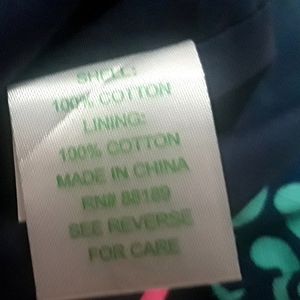 SHELL:
100% COTTON
LINING:
100% COTTON
MADE IN CHINA
RN# 88189
SEE REVERSE
FOR CARE